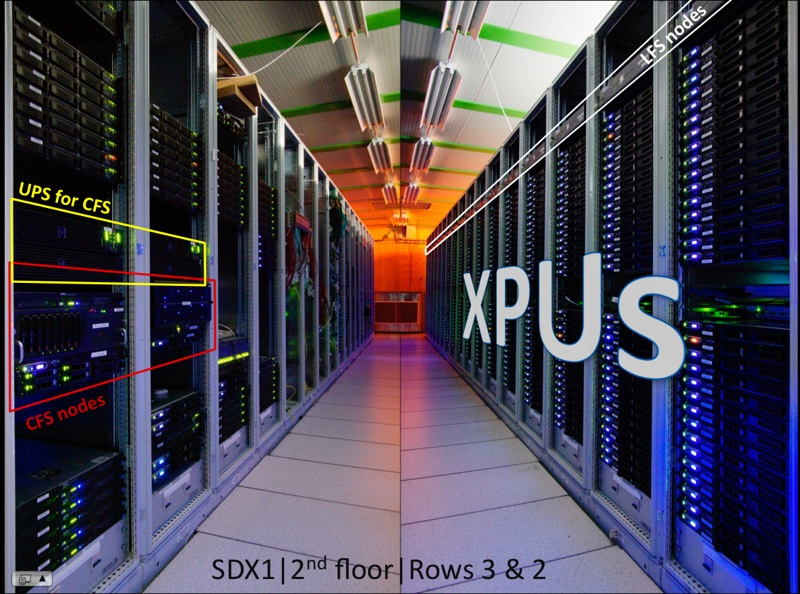 LFS nodes
UPS for CFS
XPUs
CFS nodes
SDX1|2nd floor|Rows 3 & 2